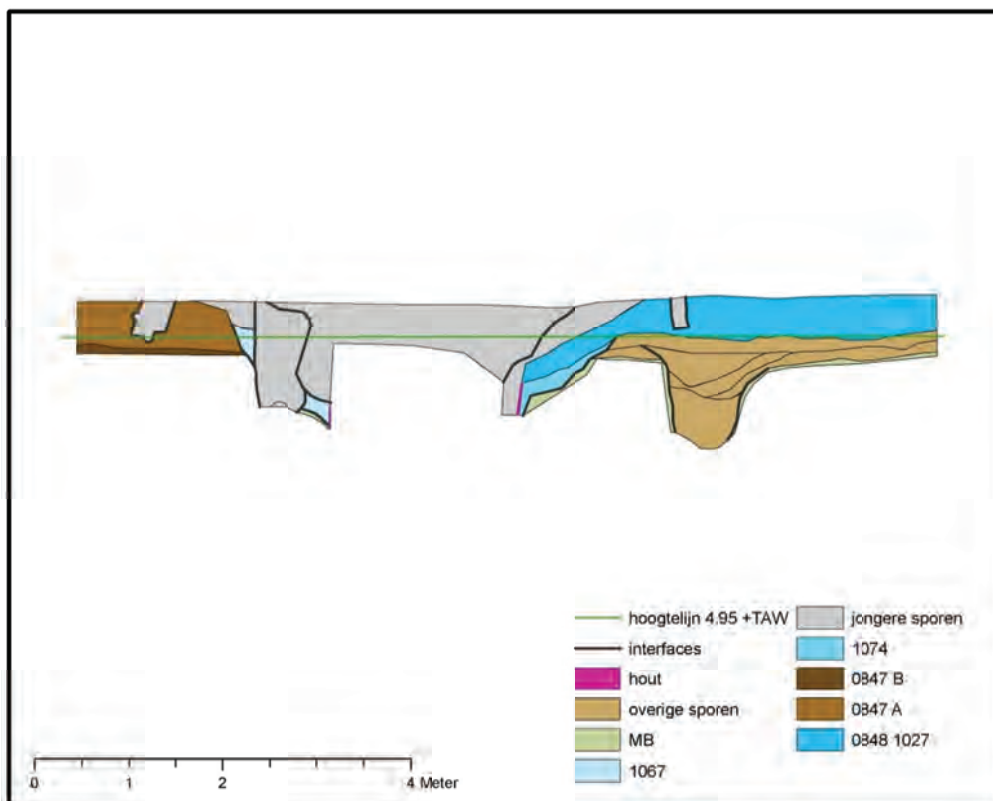 hoogtelijn 4.95 +TAW
interfaces
hout
overige sporen
MB
1067
jongere sporen
1074
0847 B
0847 A
0848 1027
0 1 2 4 Meter